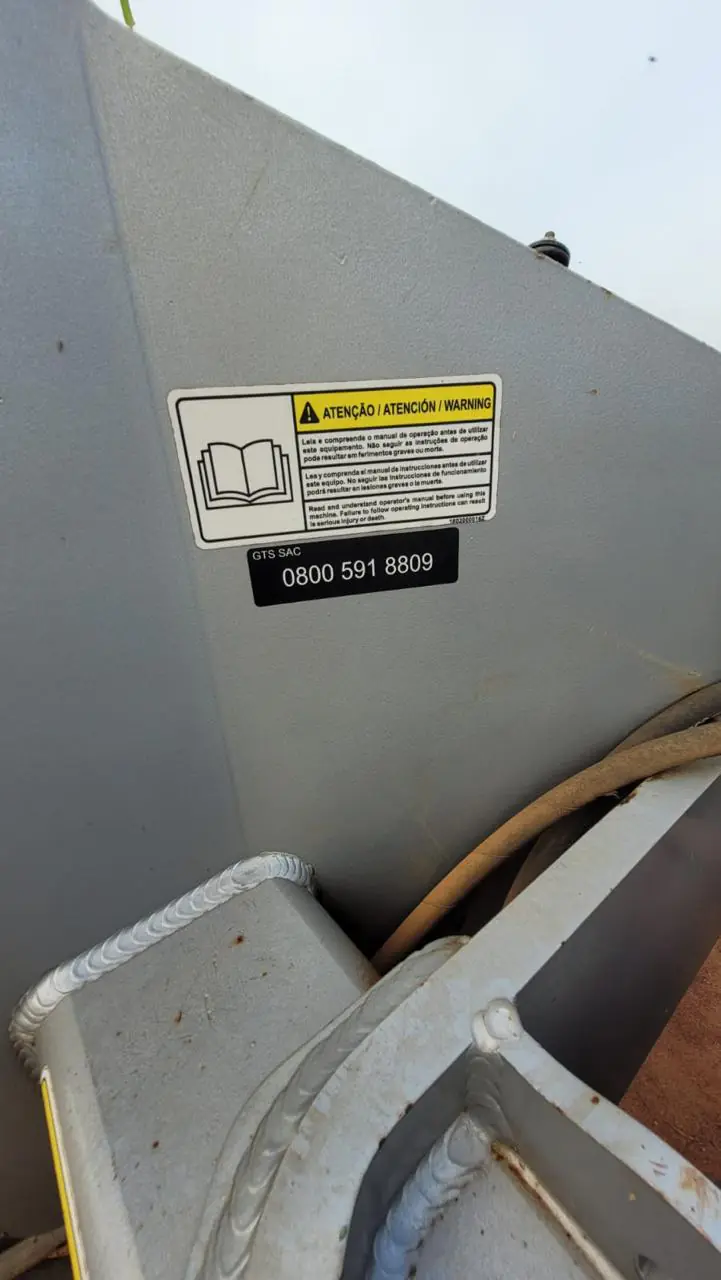 ATENÇÃO / ATENCIÓN / WARNING
Leia e compreenda o manual de operação antes de utilizar
este equipamento. Não seguir as instruções de operação
pode resultar em ferimentos graves ou morte.
Lea y comprenda el manual de instrucciones antes de utilizar
este equipo. No seguir las instrucciones de funcionamiento
podrá resultar en lesiones graves o la muerte.
Read and understand operator's manual before using this
machine. Failure to follow operating instructions can result
is serious injury or death.
GTS SAC
0800 591 8809